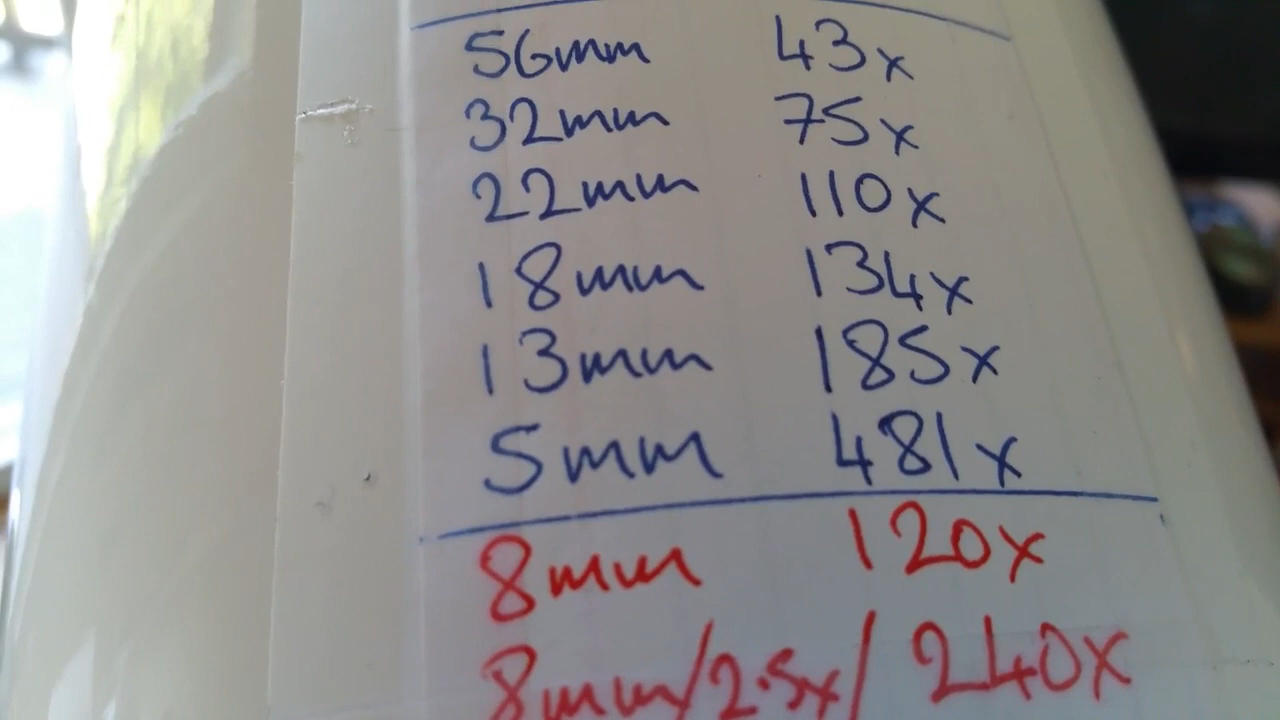 56mm 43x
32mm 75x
22mm 110x
18mm 134x
13mm 185x
5mm 481x
8mm 120x
8mm/2.5x/ 240x